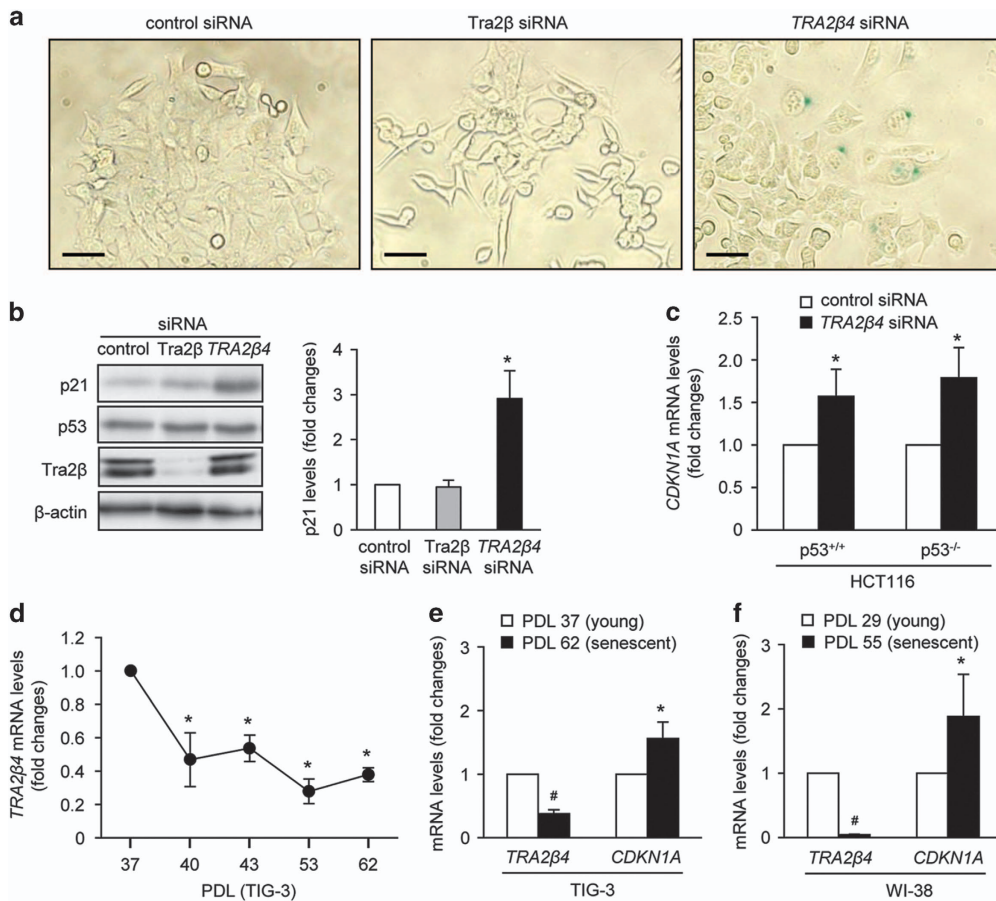 a
control siRNA
Tra2β siRNA
TRA2β4 siRNA
b
siRNA
control Tra2β TRA2β4
p21
p53
Tra2β
β-actin
p21 levels (fold changes)
4
3
2
1
0
*
control siRNA
Tra2β siRNA
TRA2β4 siRNA
c
control siRNA
TRA2β4 siRNA
CDKN1A mRNA levels
(fold changes)
2.5
2.0
1.5
1.0
0.5
0
*
*
p53+/+
p53-/-
HCT116
d
TRA2β4 mRNA levels
(fold changes)
1.2
1.0
0.8
0.6
0.4
0.2
0
* * * *
37 40 43 53 62
PDL (TIG-3)
e
PDL 37 (young)
PDL 62 (senescent)
mRNA levels (fold changes)
3
2
1
0
#
*
TRA2β4 CDKN1A
TIG-3
f
PDL 29 (young)
PDL 55 (senescent)
mRNA levels (fold changes)
3
2
1
0
#
*
TRA2β4 CDKN1A
WI-38